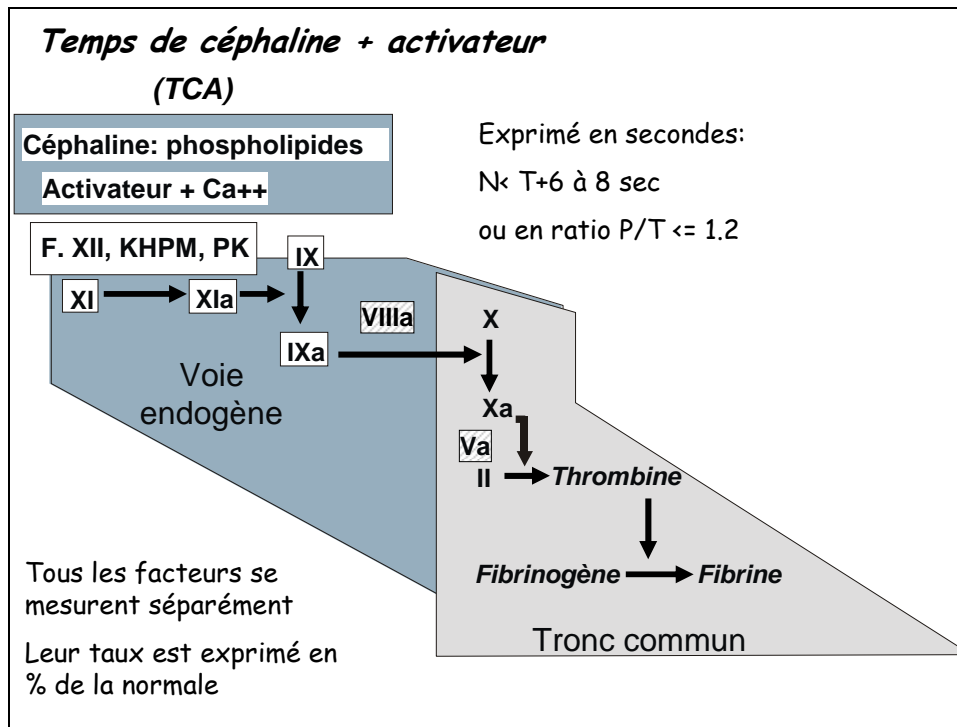 Temps de céphaline + activateur
(TCA)
Céphaline: phospholipides
Activateur + Ca++
Exprimé en secondes:
N< T+6 à 8 sec
ou en ratio P/T <= 1.2
F. XII, KHPM, PK
IX
XI
XIa
VIIIa
X
IXa
Voie
endogène
Xa
Va
II
Thrombine
Fibrinogène
Fibrine
Tous les facteurs se
mesurent séparément
Leur taux est exprimé en
% de la normale
Tronc commun